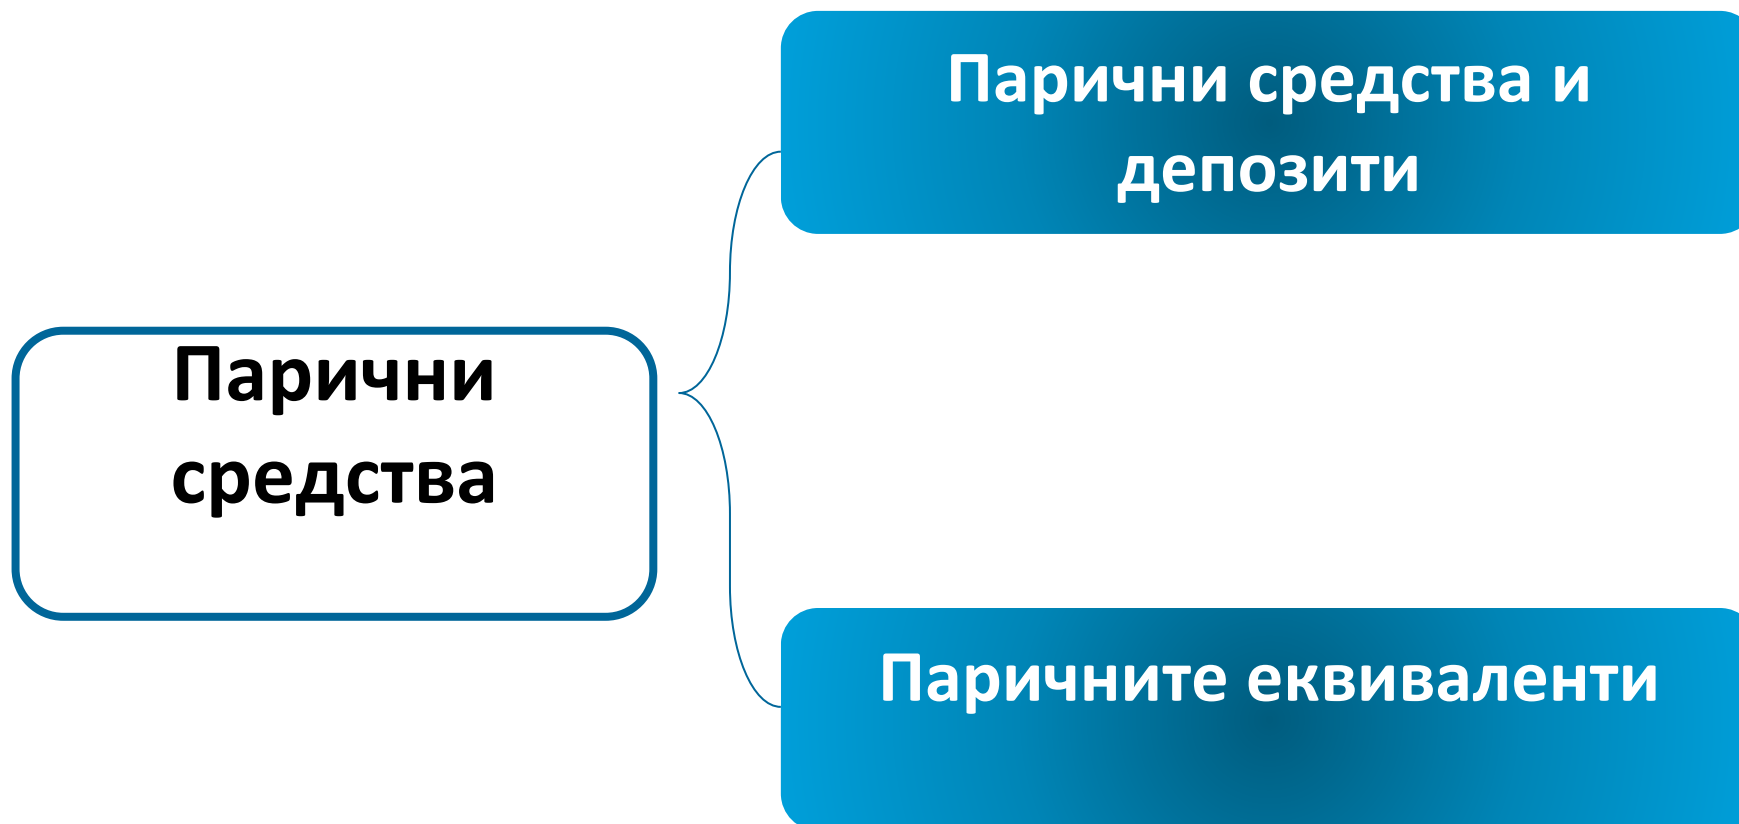 Парични средства и
депозити
Парични
средства
Паричните еквиваленти